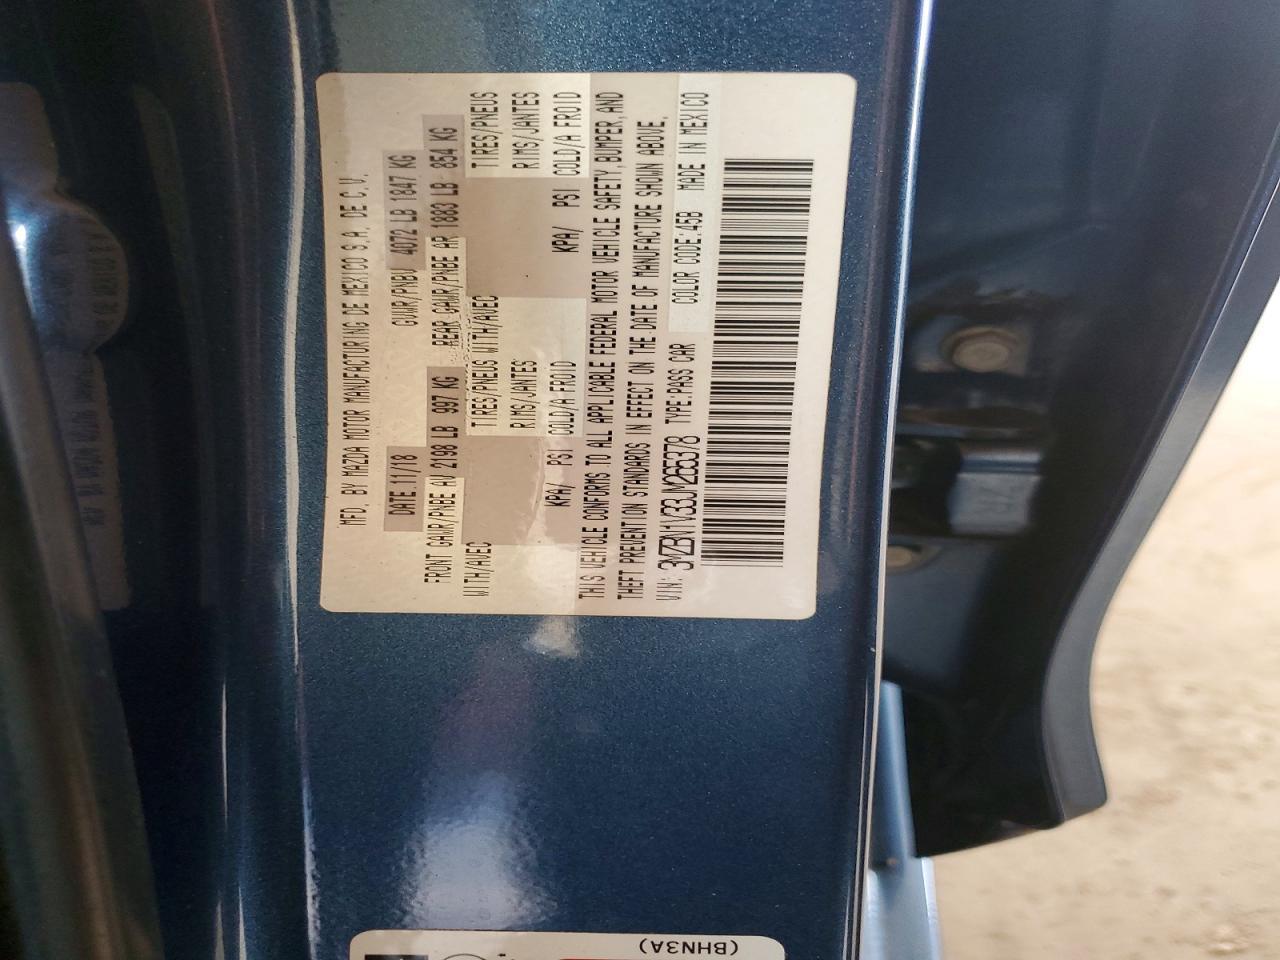 MFD. BY MAZDA MOTOR MANUFACTURING DE MEXICO S.A. DE C.V.
DATE:11/18 GVWR/PNBV 4072 LB 1847 KG
FRONT GAWR/PNBE AV 2198 LB 997 KG REAR GAWR/PNBE AR 1883 LB 854 KG
WITH/AVEC TIRES/PNEUS WITH/AVEC TIRES/PNEUS
RIMS/JANTES RIMS/JANTES
KPA/ PSI COLD/A FROID KPA/ PSI COLD/A FROID
THIS VEHICLE CONFORMS TO ALL APPLICABLE FEDERAL MOTOR VEHICLE SAFETY, BUMPER, AND
THEFT PREVENTION STANDARDS IN EFFECT ON THE DATE OF MANUFACTURE SHOWN ABOVE.
VIN: 3MZBN1V33JM265378 TYPE:PASS CAR COLOR CODE:45B MADE IN MEXICO
(BHN3A)